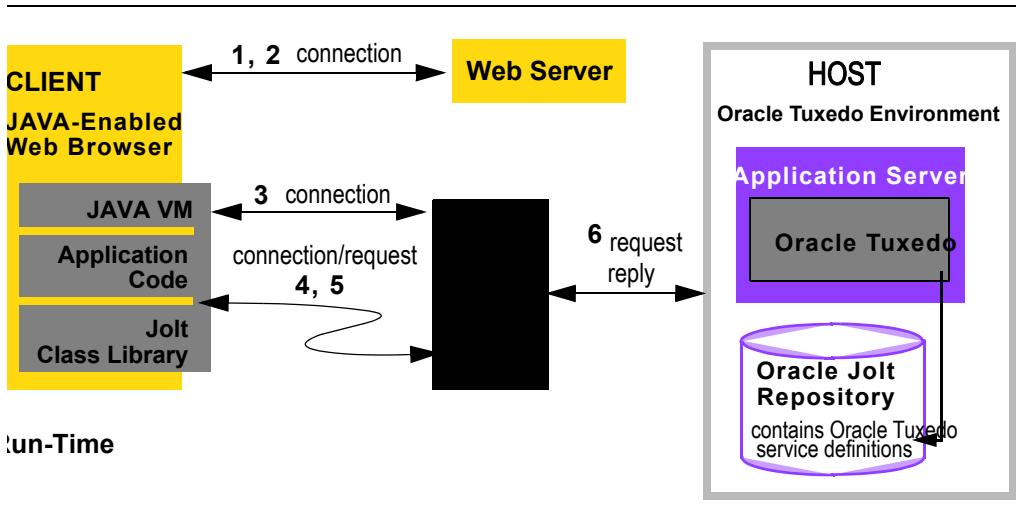 1, 2 connection
CLIENT
JAVA-Enabled
Web Browser
Web Server
HOST
Oracle Tuxedo Environment
Application Server
Oracle Tuxedo
JAVA VM
Application
Code
Jolt
Class Library
3 connection
connection/request
4, 5
6 request
reply
Oracle Jolt
Repository
contains Oracle Tuxedo
service definitions
Run-Time